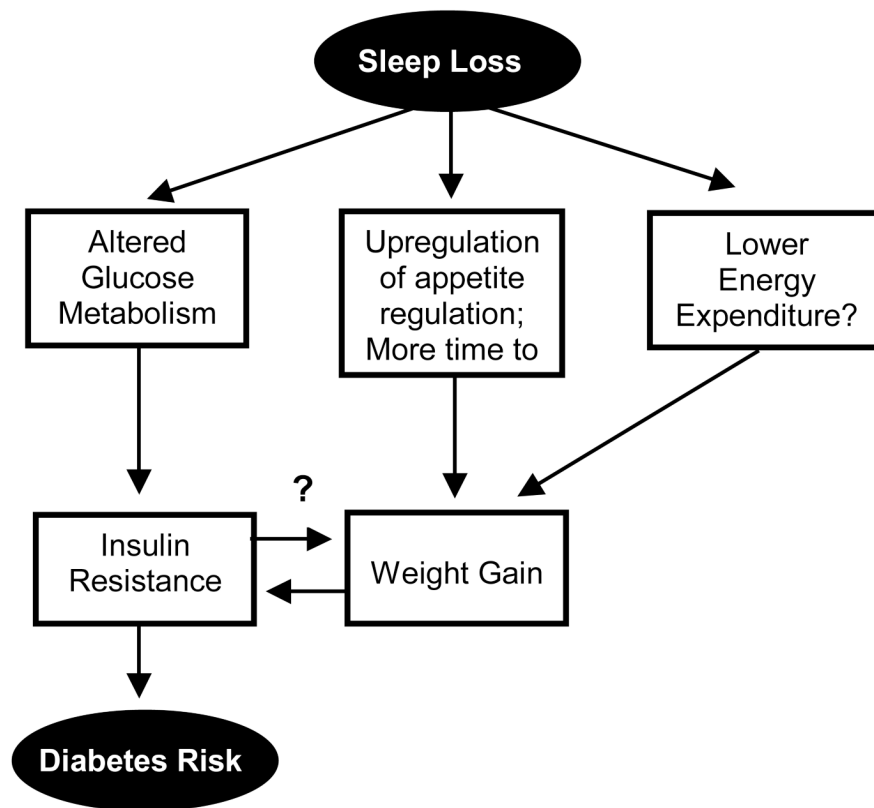 Sleep Loss
Altered
Glucose
Metabolism
Upregulation
of appetite
regulation;
More time to
Lower
Energy
Expenditure?
?
Insulin
Resistance
Weight Gain
Diabetes Risk